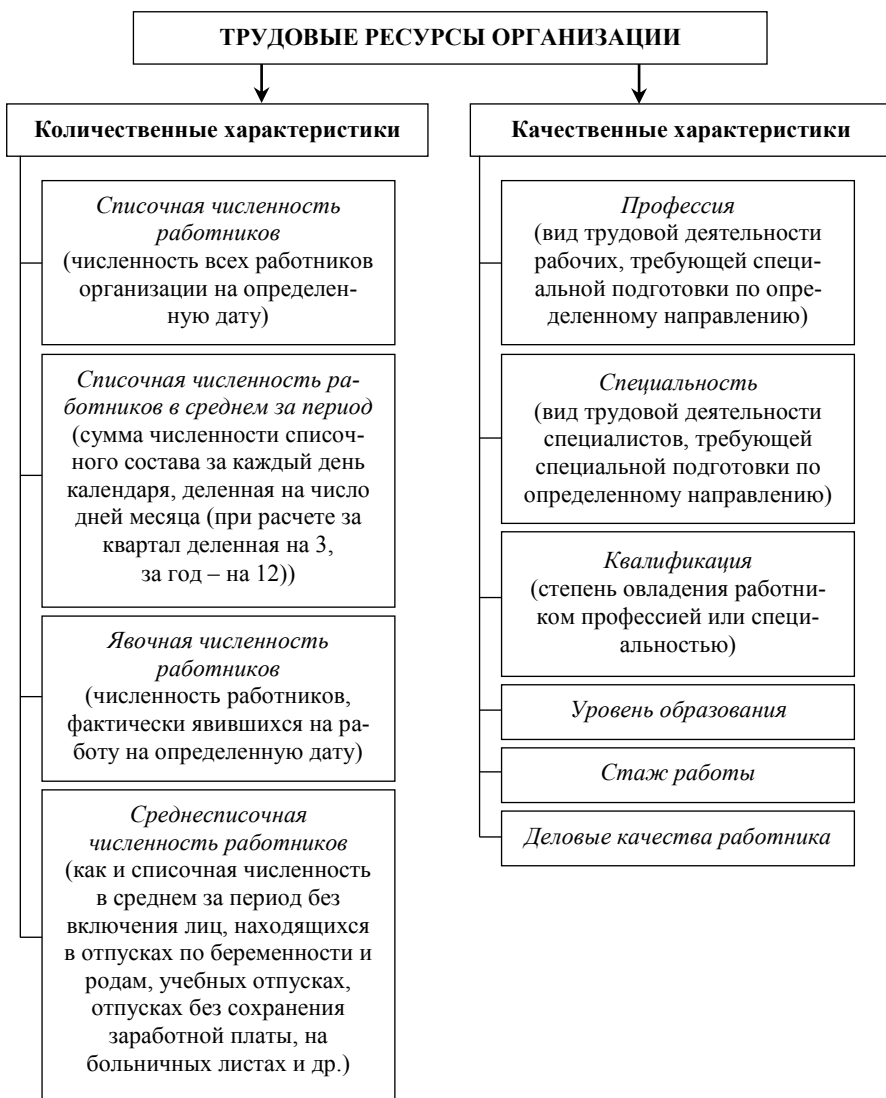 ТРУДОВЫЕ РЕСУРСЫ ОРГАНИЗАЦИИ
Количественные характеристики
Списочная численность
работников
(численность всех работников
организации на определен-
ную дату)
Списочная численность ра-
ботников в среднем за период
(сумма численности списоч-
ного состава за каждый день
календаря, деленная на число
дней месяца (при расчете за
квартал деленная на 3,
за год – на 12))
Явочная численность
работников
(численность работников,
фактически явившихся на ра-
боту на определенную дату)
Среднесписочная
численность работников
(как и списочная численность
в среднем за период без
включения лиц, находящихся
в отпусках по беременности и
родам, учебных отпусках,
отпусках без сохранения
заработной платы, на
больничных листах и др.)
Качественные характеристики
Профессия
(вид трудовой деятельности
рабочих, требующей специ-
альной подготовки по опре-
деленному направлению)
Специальность
(вид трудовой деятельности
специалистов, требующей
специальной подготовки по
определенному направлению)
Квалификация
(степень овладения работни-
ком профессией или специ-
альностью)
Уровень образования
Стаж работы
Деловые качества работника